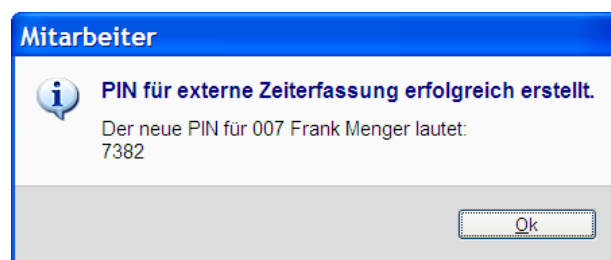 Mitarbeiter
PIN für externe Zeiterfassung erfolgreich erstellt.
Der neue PIN für 007 Frank Menger lautet:
7382
Ok